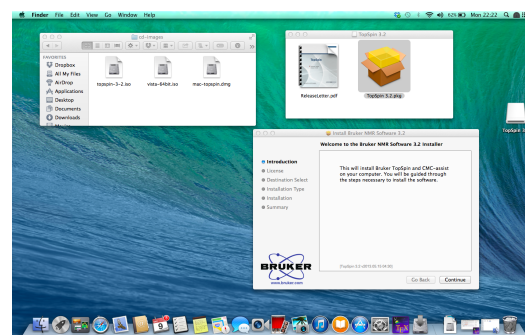 Finder File Edit View Go Window Help
62% Mon 22:22
cd-images
FAVORITES
Dropbox
All My Files
AirDrop
Applications
Desktop
Documents
Downloads
topspin-3-2.iso
vista-64bit.iso
mac-topspin.dmg
TopSpin 3.2
ReleaseLetter.pdf
TopSpin 3.2.pkg
TopSpin 3
Install Bruker NMR Software 3.2
Welcome to the Bruker NMR Software 3.2 Installer
Introduction
License
Destination Select
Installation Type
Installation
Summary
This will install Bruker TopSpin and CMC-assist
on your computer. You will be guided through
the steps necessary to install the software.
BRUKER
www.bruker.com
Go Back
Continue
9